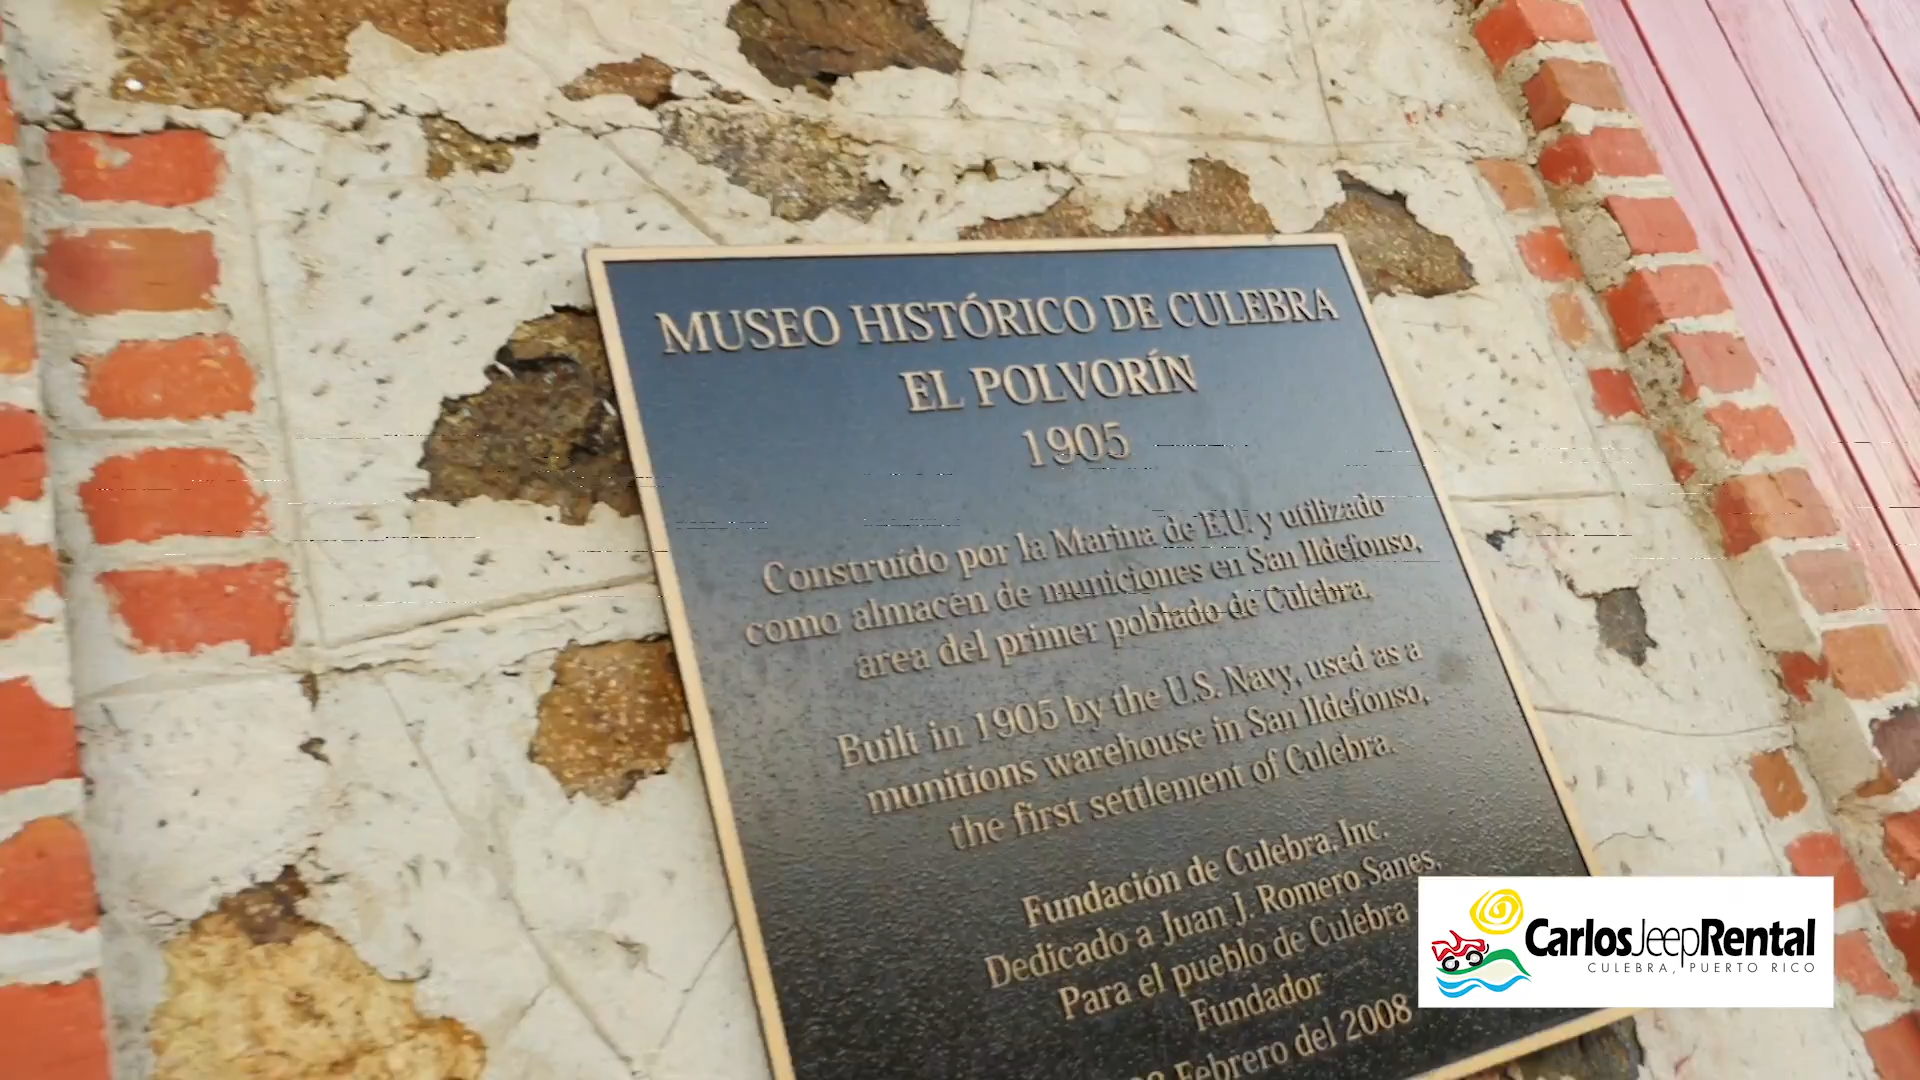 MUSEO HISTÓRICO DE CULEBRA
EL POLVORÍN
1905
Construído por la Marina de E.U. y utilizado
como almacén de municiones en San Ildefonso,
area del primer poblado de Culebra.
Built in 1905 by the U.S. Navy, used as a
munitions warehouse in San Ildefonso,
the first settlement of Culebra.
Fundación de Culebra, Inc.
Dedicado a Juan J. Romero Sanes,
Para el pueblo de Culebra
Fundador
Febrero del 2008
CarlosJeepRental
CULEBRA, PUERTO RICO